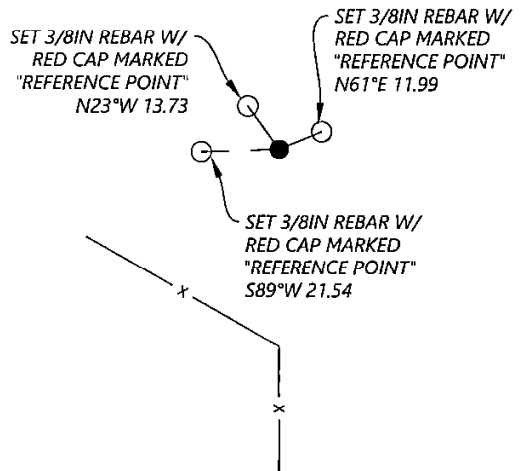 SET 3/8IN REBAR W/
RED CAP MARKED
"REFERENCE POINT"
N23°W 13.73
SET 3/8IN REBAR W/
RED CAP MARKED
"REFERENCE POINT"
N61°E 11.99
SET 3/8IN REBAR W/
RED CAP MARKED
"REFERENCE POINT"
S89°W 21.54
x
x